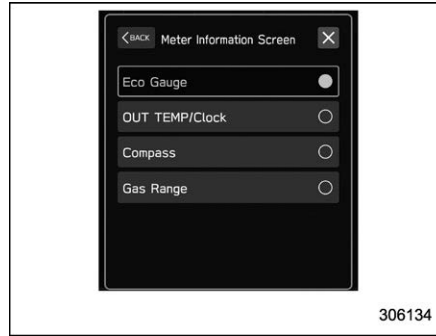 BACK Meter Information Screen
Eco Gauge
OUT TEMP/Clock
Compass
Gas Range
306134